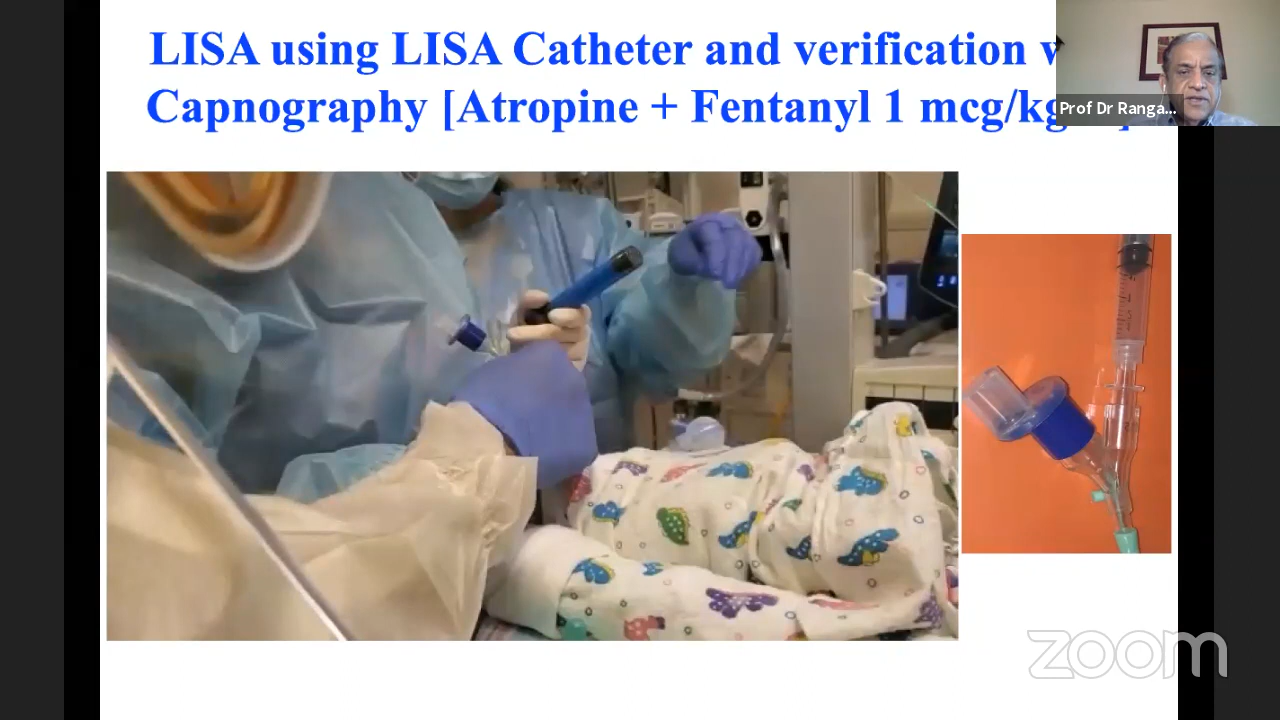 LISA using LISA Catheter and verification
Capnography [Atropine + Fentanyl 1 mcg/kg
Prof Dr Ranga...
zoom